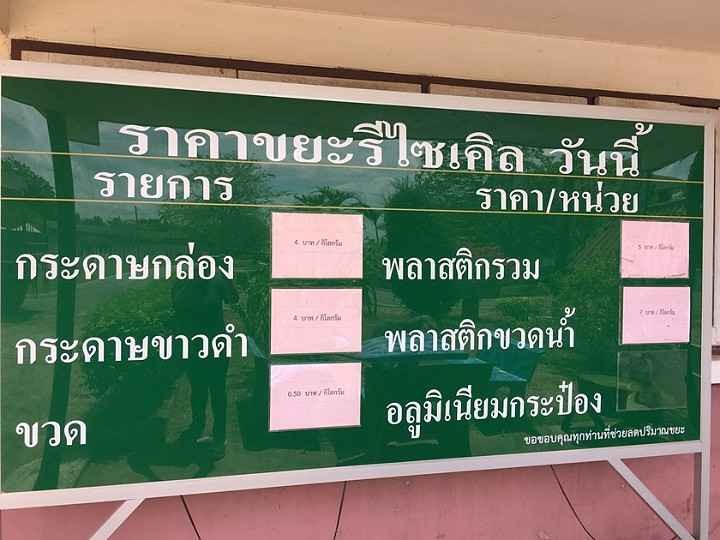 ราคาขยะรีไซเคิล วันนี้
รายการ ราคา/หน่วย
กระดาษกล่อง 4 บาท / กิโลกรัม พลาสติกรวม 5 บาท / กิโลกรัม
กระดาษขาวดำ 4 บาท / กิโลกรัม พลาสติกขวดน้ำ 7 บาท / กิโลกรัม
ขวด 0.50 บาท / กิโลกรัม อลูมิเนียมกระป๋อง
ขอขอบคุณทุกท่านที่ช่วยลดปริมาณขยะ